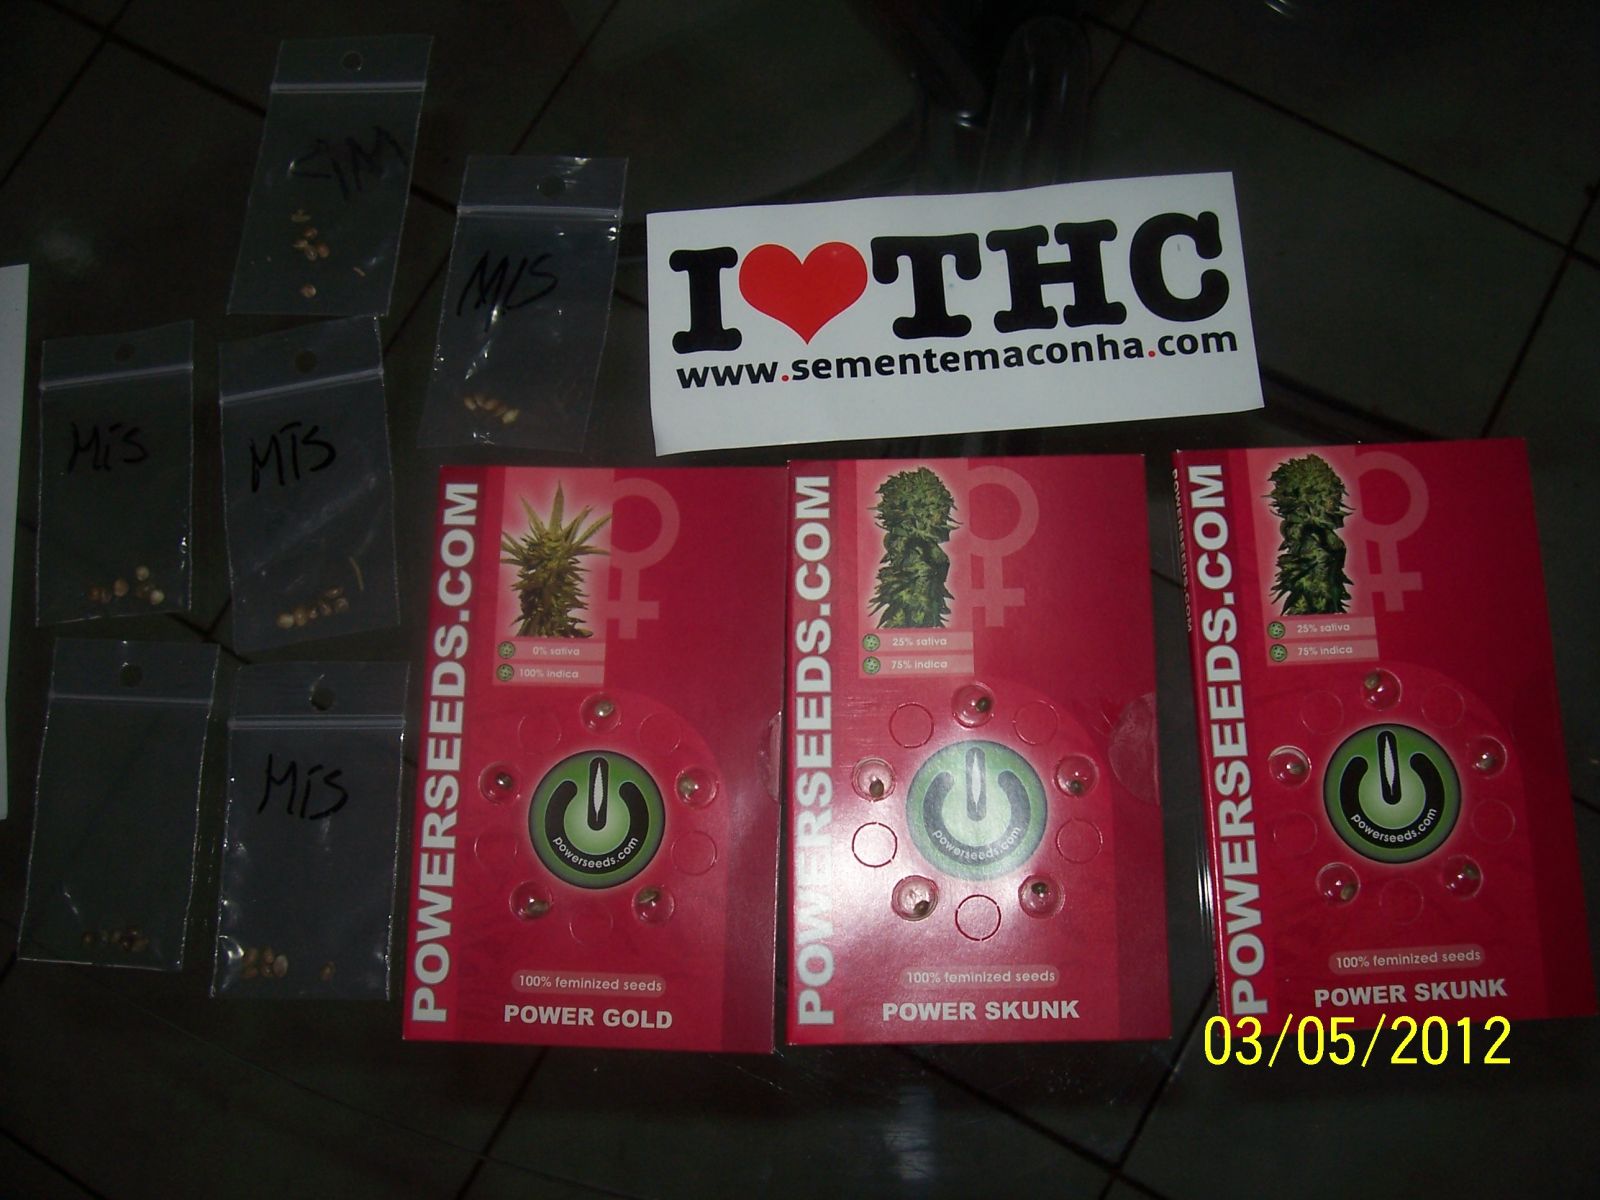 MIS
MIS
MIS
MIS
I THC
www.sementemaconha.com
POWERSEEDS.COM
0% sativa
100% indica
powerseeds.com
100% feminized seeds
POWER GOLD
POWERSEEDS.COM
25% sativa
75% indica
powerseeds.com
100% feminized seeds
POWER SKUNK
POWERSEEDS.COM
POWERSEEDS.COM
25% sativa
75% indica
powerseeds.com
100% feminized seeds
POWER SKUNK
03/05/2012